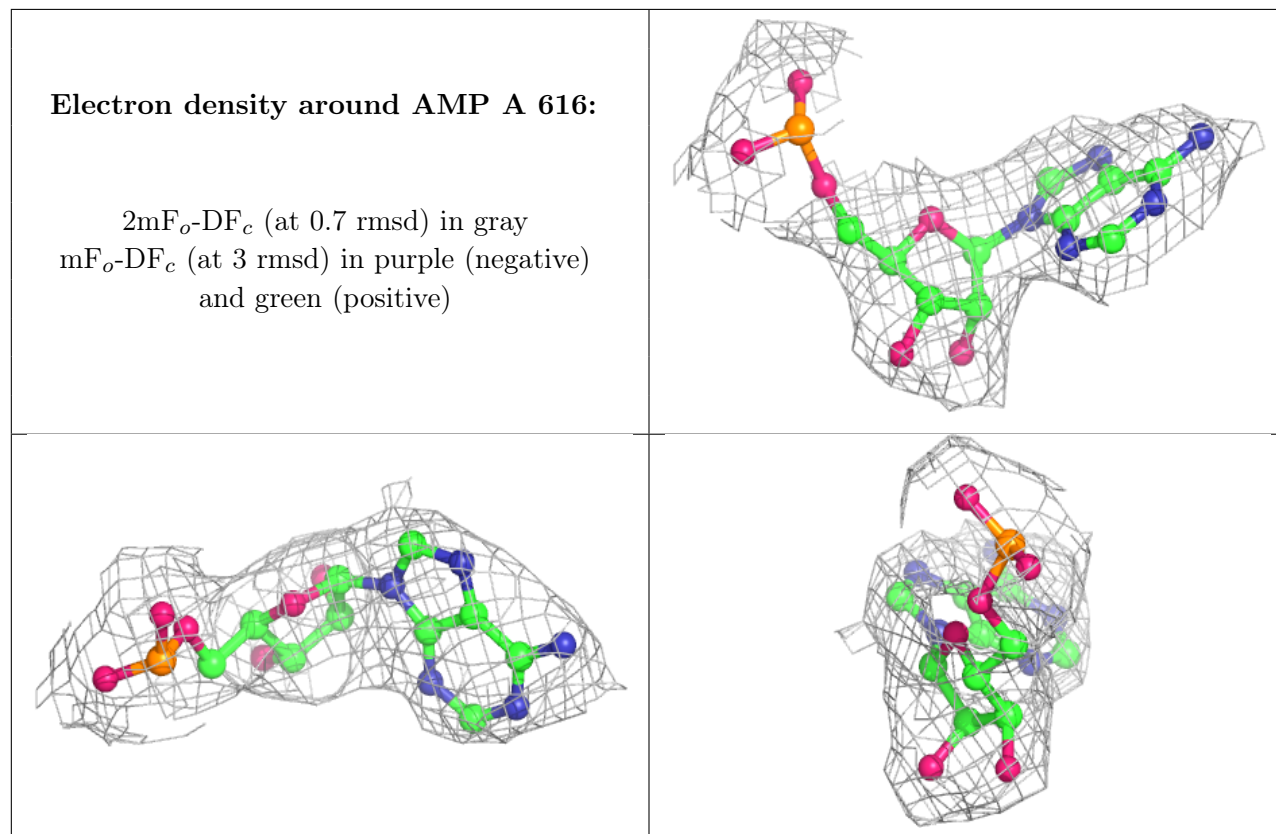 Electron density around AMP A 616:
2mFₒ-DF𝒸 (at 0.7 rmsd) in gray
mFₒ-DF𝒸 (at 3 rmsd) in purple (negative)
and green (positive)